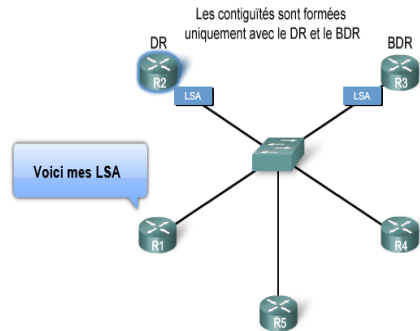 Les contiguïtés sont formées
uniquement avec le DR et le BDR
DR
BDR
R2
R3
LSA
LSA
Voici mes LSA
R1
R4
R5